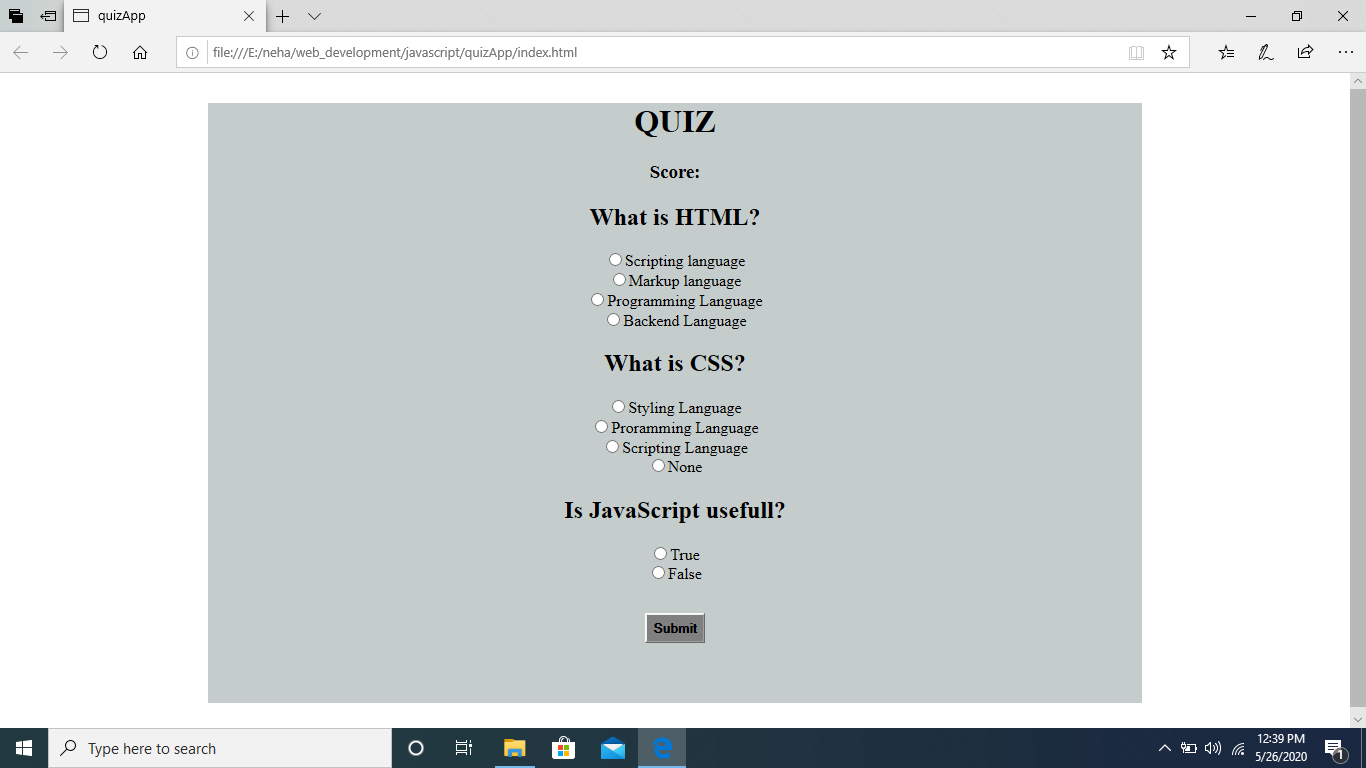 quizApp
file:///E:/neha/web_development/javascript/quizApp/index.html
QUIZ
Score:
What is HTML?
Scripting language
Markup language
Programming Language
Backend Language
What is CSS?
Styling Language
Proramming Language
Scripting Language
None
Is JavaScript usefull?
True
False
Submit
Type here to search
12:39 PM
5/26/2020
1